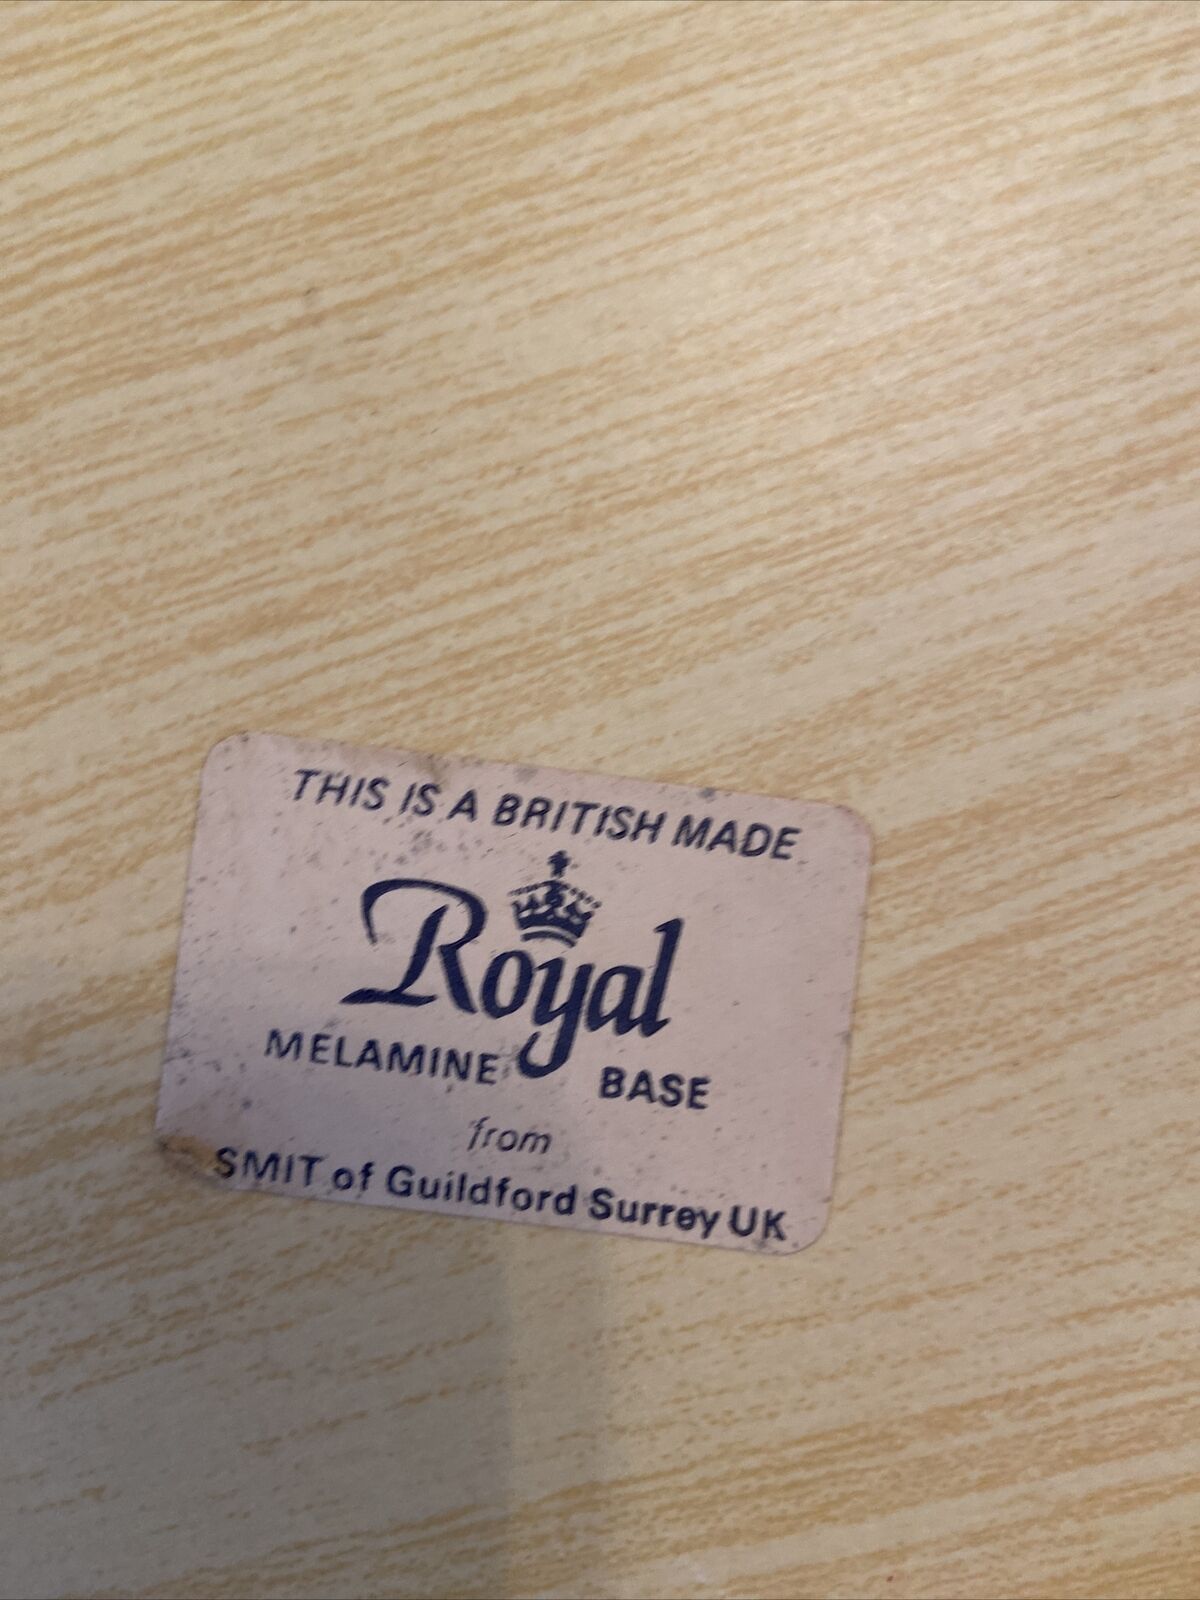 THIS IS A BRITISH MADE
Royal
MELAMINE BASE
from
SMIT of Guildford Surrey UK